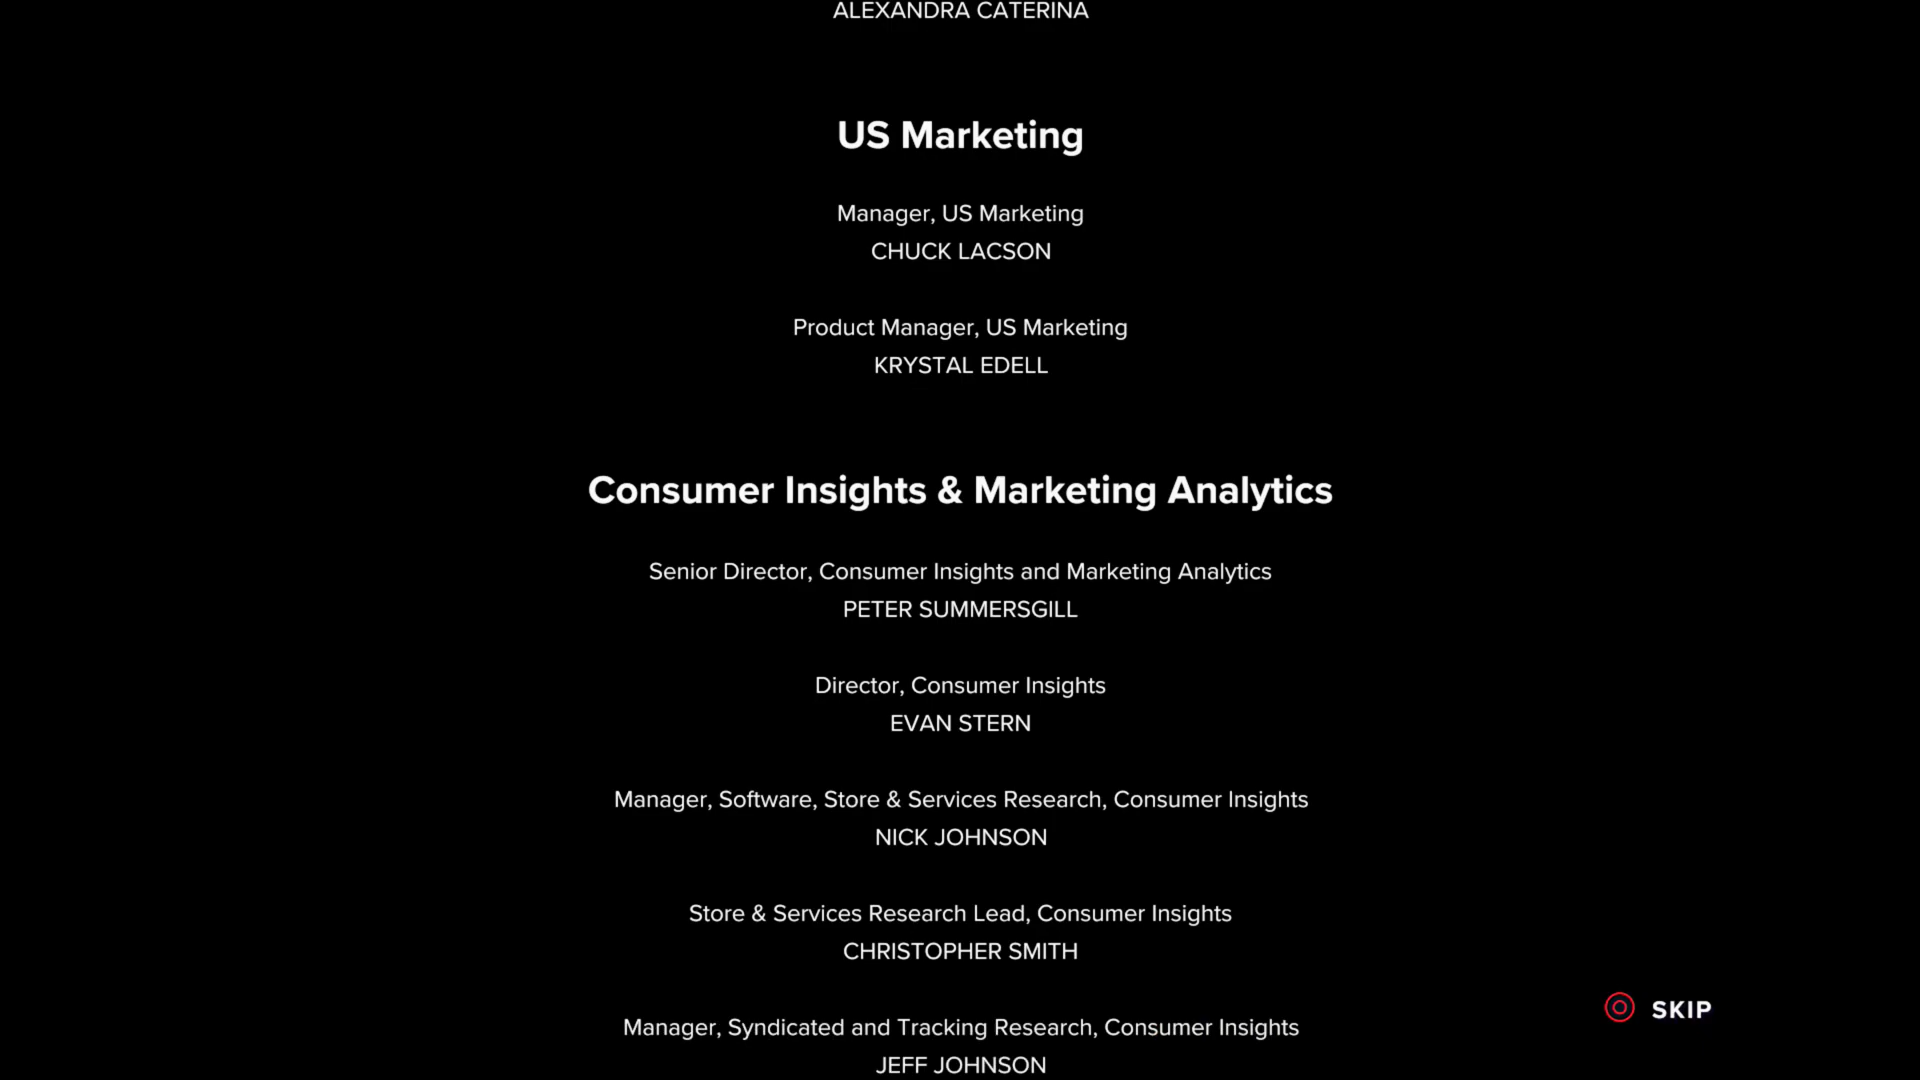 ALEXANDRA CATERINA
US Marketing
Manager, US Marketing
CHUCK LACSON
Product Manager, US Marketing
KRYSTAL EDELL
Consumer Insights & Marketing Analytics
Senior Director, Consumer Insights and Marketing Analytics
PETER SUMMERSGILL
Director, Consumer Insights
EVAN STERN
Manager, Software, Store & Services Research, Consumer Insights
NICK JOHNSON
Store & Services Research Lead, Consumer Insights
CHRISTOPHER SMITH
SKIP
Manager, Syndicated and Tracking Research, Consumer Insights
JEFF JOHNSON